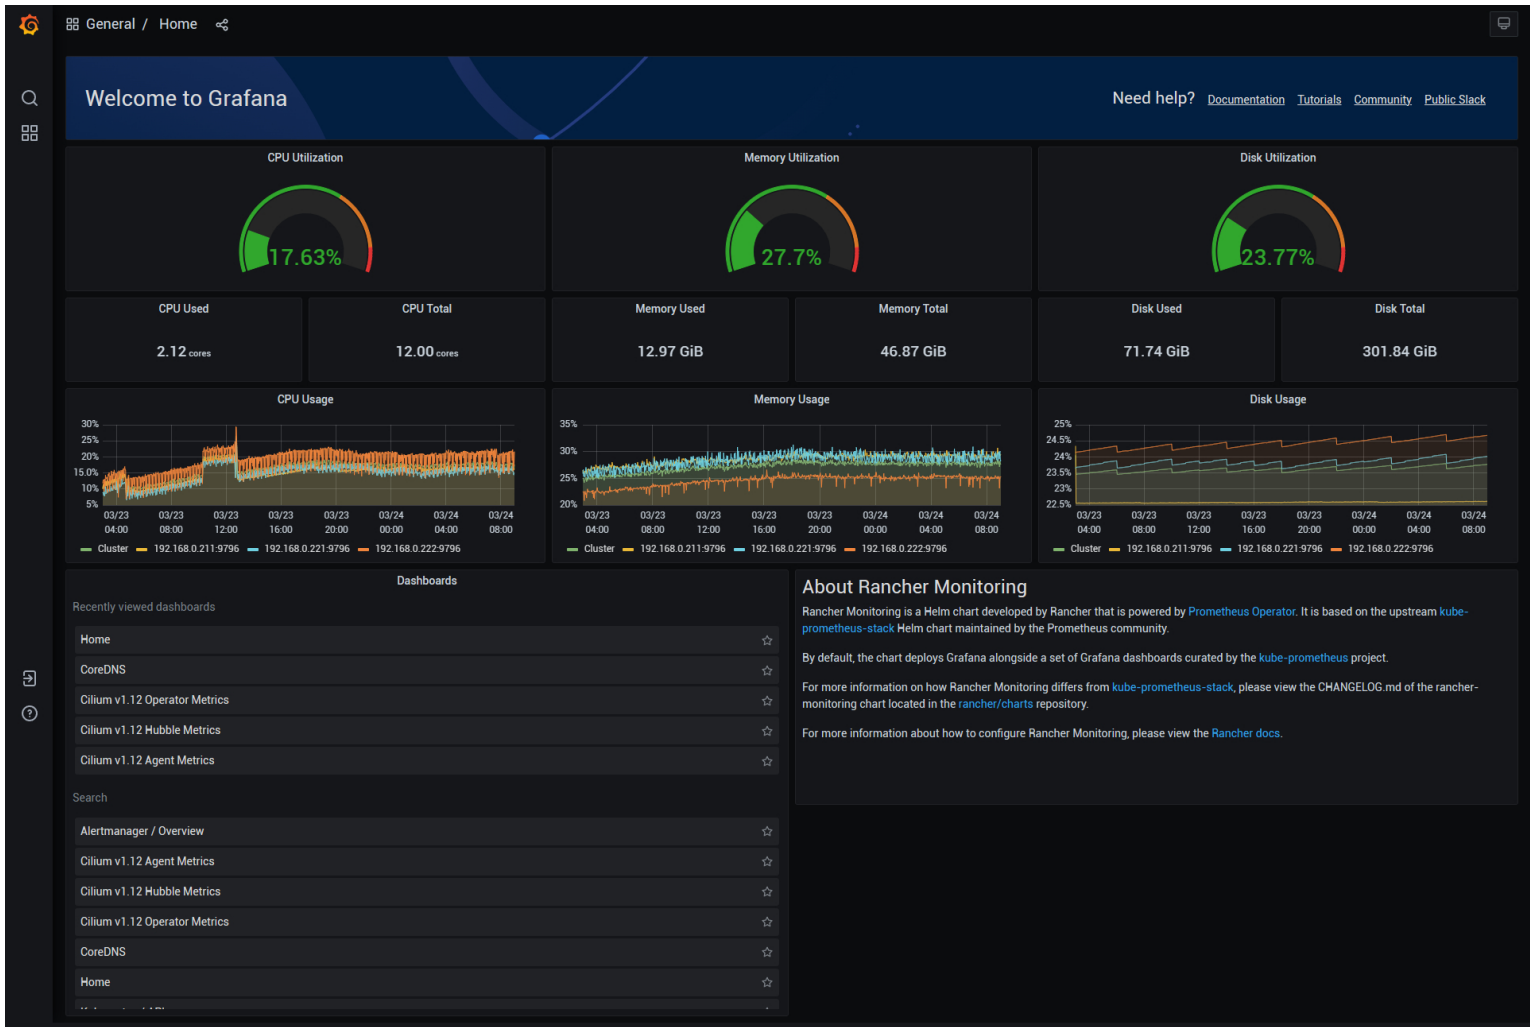 General / Home
Welcome to Grafana
Need help? Documentation Tutorials Community Public Slack
CPU Utilization
17.63%
Memory Utilization
27.7%
Disk Utilization
23.77%
CPU Used
2.12 cores
CPU Total
12.00 cores
Memory Used
12.97 GiB
Memory Total
46.87 GiB
Disk Used
71.74 GiB
Disk Total
301.84 GiB
CPU Usage
30%
25%
20%
15.0%
10%
5%
03/23 03/23 03/23 03/23 03/23 03/24 03/24 03/24
04:00 08:00 12:00 16:00 20:00 00:00 04:00 08:00
Cluster 192.168.0.211:9796 192.168.0.221:9796 192.168.0.222:9796
Memory Usage
35%
30%
25%
20%
03/23 03/23 03/23 03/23 03/23 03/24 03/24 03/24
04:00 08:00 12:00 16:00 20:00 00:00 04:00 08:00
Cluster 192.168.0.211:9796 192.168.0.221:9796 192.168.0.222:9796
Disk Usage
25%
24.5%
24%
23.5%
23%
22.5%
03/23 03/23 03/23 03/23 03/23 03/24 03/24 03/24
04:00 08:00 12:00 16:00 20:00 00:00 04:00 08:00
Cluster 192.168.0.211:9796 192.168.0.221:9796 192.168.0.222:9796
Dashboards
Recently viewed dashboards
Home
CoreDNS
Cilium v1.12 Operator Metrics
Cilium v1.12 Hubble Metrics
Cilium v1.12 Agent Metrics
Search
Alertmanager / Overview
Cilium v1.12 Agent Metrics
Cilium v1.12 Hubble Metrics
Cilium v1.12 Operator Metrics
CoreDNS
Home
About Rancher Monitoring
Rancher Monitoring is a Helm chart developed by Rancher that is powered by Prometheus Operator. It is based on the upstream kube-
prometheus-stack Helm chart maintained by the Prometheus community.
By default, the chart deploys Grafana alongside a set of Grafana dashboards curated by the kube-prometheus project.
For more information on how Rancher Monitoring differs from kube-prometheus-stack, please view the CHANGELOG.md of the rancher-
monitoring chart located in the rancher/charts repository.
For more information about how to configure Rancher Monitoring, please view the Rancher docs.